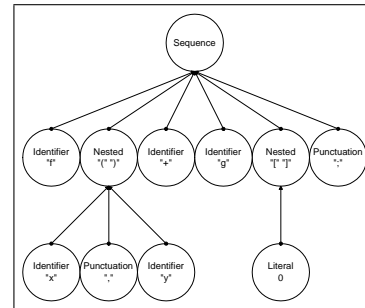 Sequence
Identifier
"f"
Nested
"(" ")"
Identifier
"+"
Identifier
"g"
Nested
"[" "]"
Punctuation
";"
Identifier
"x"
Punctuation
","
Identifier
"y"
Literal
0